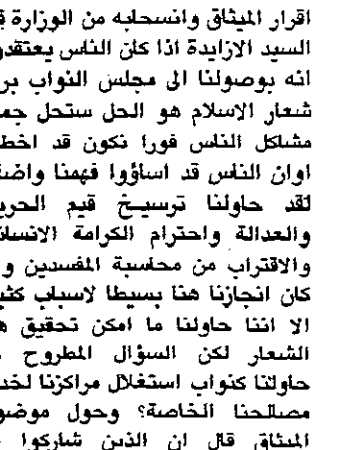 اقرار الميثاق وانسحابه من الوزارة
السيد الازايدة اذا كان الناس يعتقدو
انه بوصولنا الى مجلس النواب بر
شعار الاسلام هو الحل ستحل جم
مشاكل الناس فورا نكون قد اخط
اوان الناس قد اساؤوا فهمنا واض
لقد حاولنا ترسيخ قيم الحري
والعدالة واحترام الكرامة الانسان
والاقتراب من محاسبة المفسدين و
كان انجازنا هنا بسيطا لاسباب كثي
الا اننا حاولنا ما امكن تحقيق ه
الشعار لكن السؤال المطروح
حاولنا كنواب استغلال مراكزنا لخد
مصالحنا الخاصة؟ وحول موضو
الميثاق قال ان الذين شاركوا